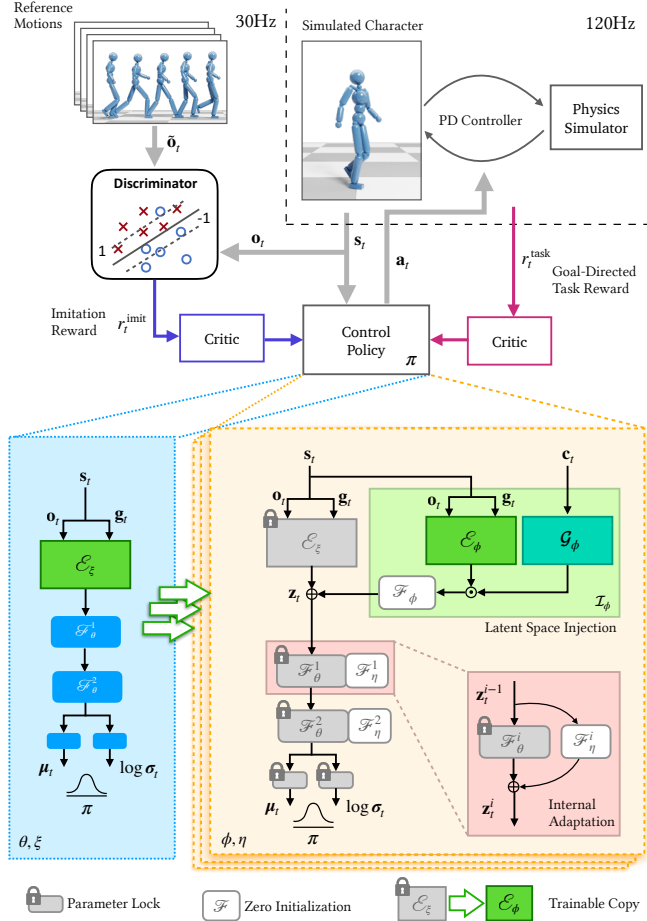 Reference
Motions
30Hz
Simulated Character
120Hz
PD Controller
Physics
Simulator
õ_t
Discriminator
1
-1
o_t
s_t
a_t
r_t^task
Goal-Directed
Task Reward
Imitation
Reward
r_t^imit
Critic
Control
Policy
π
Critic
s_t
o_t
g_t
ℰ_ξ
ℱ_θ^1
ℱ_θ^2
μ_t
log σ_t
π
θ, ξ
s_t
c_t
o_t
g_t
o_t
g_t
ℰ_ξ
ℰ_ϕ
𝒢_ϕ
z_t
ℱ_ϕ
ℐ_ϕ
Latent Space Injection
ℱ_θ^1
ℱ_η^1
ℱ_θ^2
ℱ_η^2
μ_t
log σ_t
π
ϕ, η
z_t^{i-1}
ℱ_θ^i
ℱ_η^i
z_t^i
Internal
Adaptation
Parameter Lock
ℱ
Zero Initialization
ℰ_ξ
ℰ_ϕ
Trainable Copy